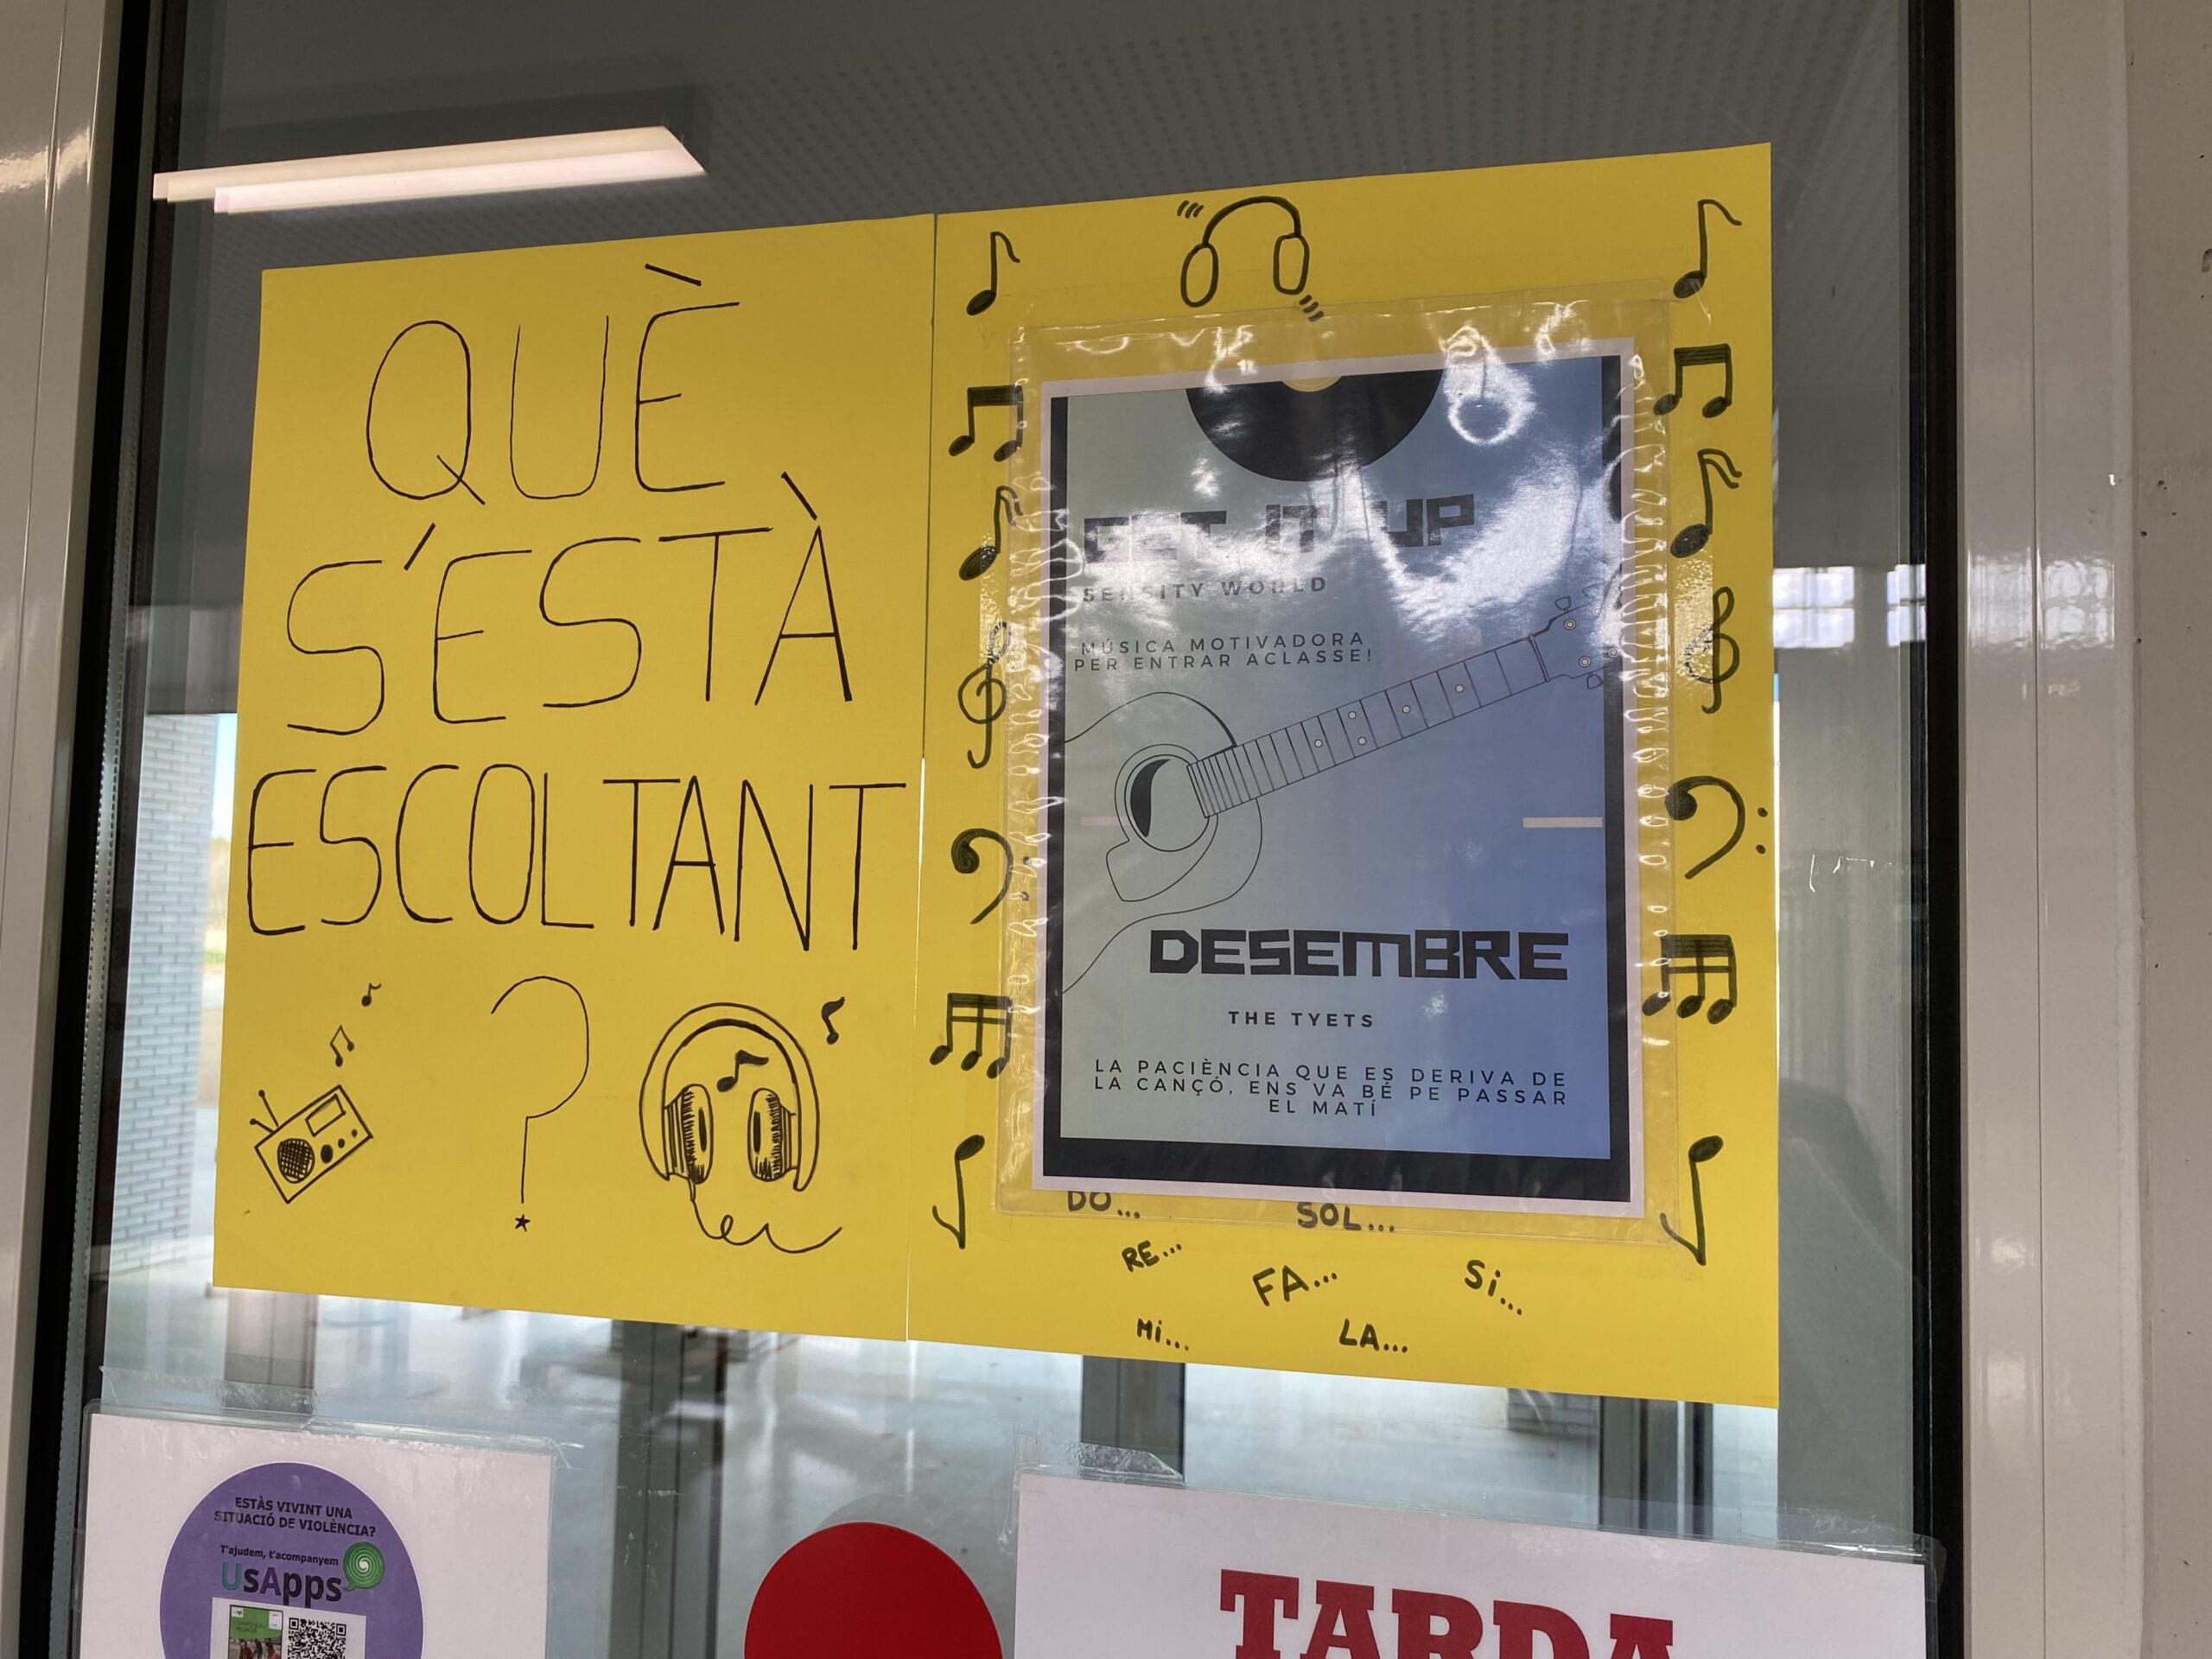 QUÈ
S'ESTÀ
ESCOLTANT
?
GET IT UP
SENSITY WORLD
MÚSICA MOTIVADORA
PER ENTRAR ACLASSE!
DESEMBRE
THE TYETS
LA PACIÈNCIA QUE ES DERIVA DE
LA CANÇÓ, ENS VA BÉ PE PASSAR
EL MATÍ
DO...
SOL...
RE...
FA...
Si...
Mi...
LA...
ESTÀS VIVINT UNA
SITUACIÓ DE VIOLÈNCIA?
T'ajudem, t'acompanyem
UsApps
TARDA